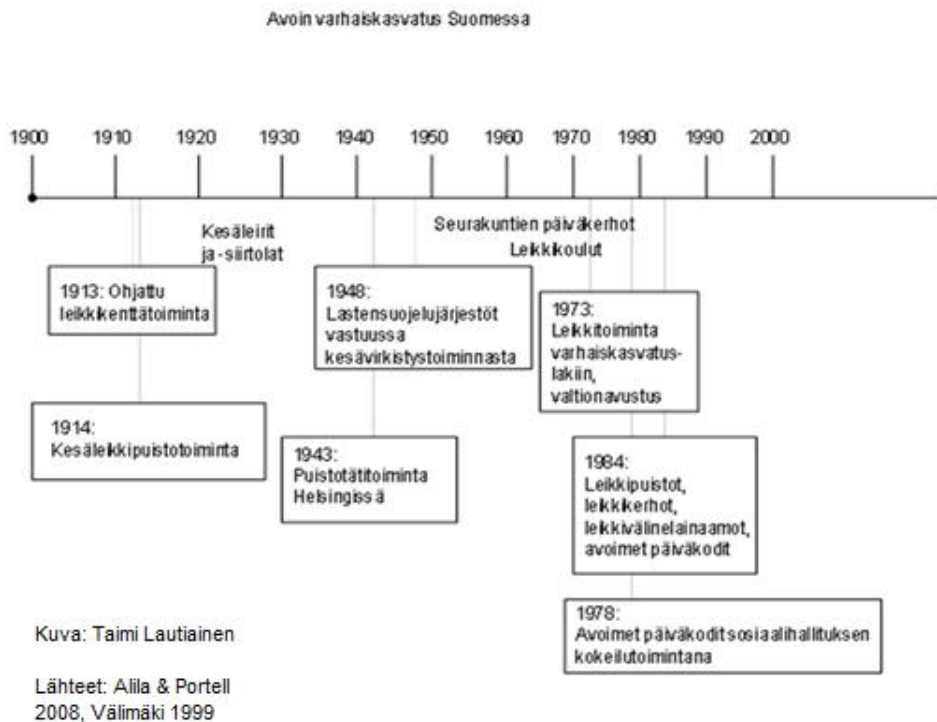 Avoin varhaiskasvatus Suomessa
1900 1910 1920 1930 1940 1950 1960 1970 1980 1990 2000
Kesäleirit
ja -siirtolat
Seurakuntien päiväkerhot
Leikkikoulut
1913: Ohjattu
leikkikenttätoiminta
1948:
Lastensuojelujärjestöt
vastuussa
kesävirkistystoiminnasta
1973:
Leikkitoiminta
varhaiskasvatus-
lakiin,
valtionavustus
1914:
Kesäleikkipuistotoiminta
1943:
Puistotätitoiminta
Helsingissä
1984:
Leikkipuistot,
leikkikerhot,
leikkivälinelainaamot,
avoimet päiväkodit
1978:
Avoimet päiväkodit sosiaalihallituksen
kokeilutoimintana
Kuva: Taimi Lautiainen
Lähteet: Alila & Portell
2008, Välimäki 1999